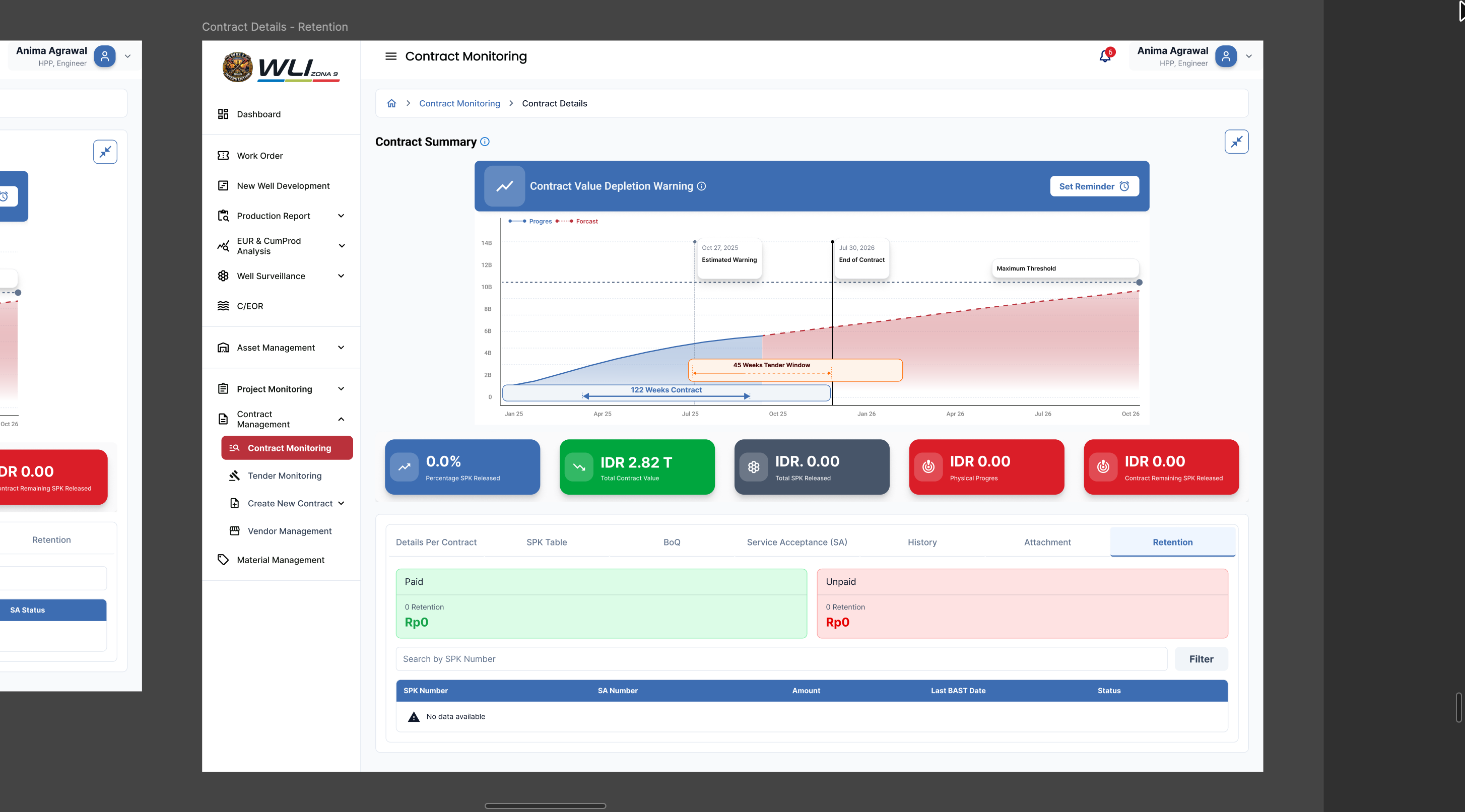 Contract Details - Retention
Anima Agrawal
HPP, Engineer
Oct 26
DR 0.00
ontract Remaining SPK Released
Retention
SA Status
WLI ZONA 9
Dashboard
Work Order
New Well Development
Production Report
EUR & CumProd
Analysis
Well Surveillance
C/EOR
Asset Management
Project Monitoring
Contract
Management
Contract Monitoring
Tender Monitoring
Create New Contract
Vendor Management
Material Management
Contract Monitoring
5
Anima Agrawal
HPP, Engineer
Contract Monitoring
Contract Details
Contract Summary
Contract Value Depletion Warning
Set Reminder
Progres
Forcast
14B
12B
10B
8B
6B
4B
2B
0
Oct 27, 2025
Estimated Warning
Jul 30, 2026
End of Contract
Maximum Threshold
45 Weeks Tender Window
122 Weeks Contract
Jan 25
Apr 25
Jul 25
Oct 25
Jan 26
Apr 26
Jul 26
Oct 26
0.0%
Percentage SPK Released
IDR 2.82 T
Total Contract Value
IDR. 0.00
Total SPK Released
IDR 0.00
Physical Progres
IDR 0.00
Contract Remaining SPK Released
Details Per Contract
SPK Table
BoQ
Service Acceptance (SA)
History
Attachment
Retention
Paid
0 Retention
Rp0
Unpaid
0 Retention
Rp0
Search by SPK Number
Filter
SPK Number
SA Number
Amount
Last BAST Date
Status
No data available